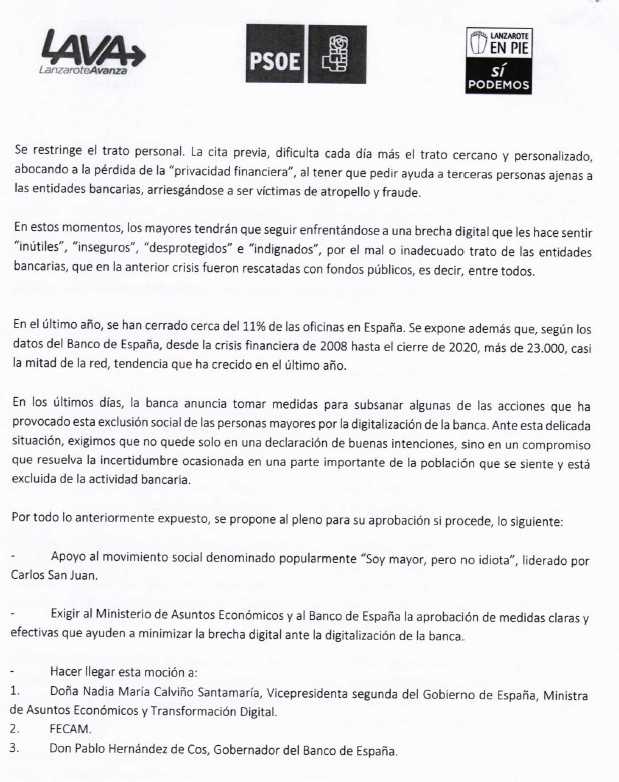 LAVA
LanzaroteAvanza
PSOE
LANZAROTE
EN PIE
SÍ
PODEMOS
Se restringe el trato personal. La cita previa, dificulta cada día más el trato cercano y personalizado,
abocando a la pérdida de la “privacidad financiera”, al tener que pedir ayuda a terceras personas ajenas a
las entidades bancarias, arriesgándose a ser víctimas de atropello y fraude.
En estos momentos, los mayores tendrán que seguir enfrentándose a una brecha digital que les hace sentir
“inútiles”, “inseguros”, “desprotegidos” e “indignados”, por el mal o inadecuado trato de las entidades
bancarias, que en la anterior crisis fueron rescatadas con fondos públicos, es decir, entre todos.
En el último año, se han cerrado cerca del 11% de las oficinas en España. Se expone además que, según los
datos del Banco de España, desde la crisis financiera de 2008 hasta el cierre de 2020, más de 23.000, casi
la mitad de la red, tendencia que ha crecido en el último año.
En los últimos días, la banca anuncia tomar medidas para subsanar algunas de las acciones que ha
provocado esta exclusión social de las personas mayores por la digitalización de la banca. Ante esta delicada
situación, exigimos que no quede solo en una declaración de buenas intenciones, sino en un compromiso
que resuelva la incertidumbre ocasionada en una parte importante de la población que se siente y está
excluida de la actividad bancaria.
Por todo lo anteriormente expuesto, se propone al pleno para su aprobación si procede, lo siguiente:
- Apoyo al movimiento social denominado popularmente “Soy mayor, pero no idiota”, liderado por
Carlos San Juan.
- Exigir al Ministerio de Asuntos Económicos y al Banco de España la aprobación de medidas claras y
efectivas que ayuden a minimizar la brecha digital ante la digitalización de la banca.
- Hacer llegar esta moción a:
1. Doña Nadia María Calviño Santamaría, Vicepresidenta segunda del Gobierno de España, Ministra
de Asuntos Económicos y Transformación Digital.
2. FECAM.
3. Don Pablo Hernández de Cos, Gobernador del Banco de España.